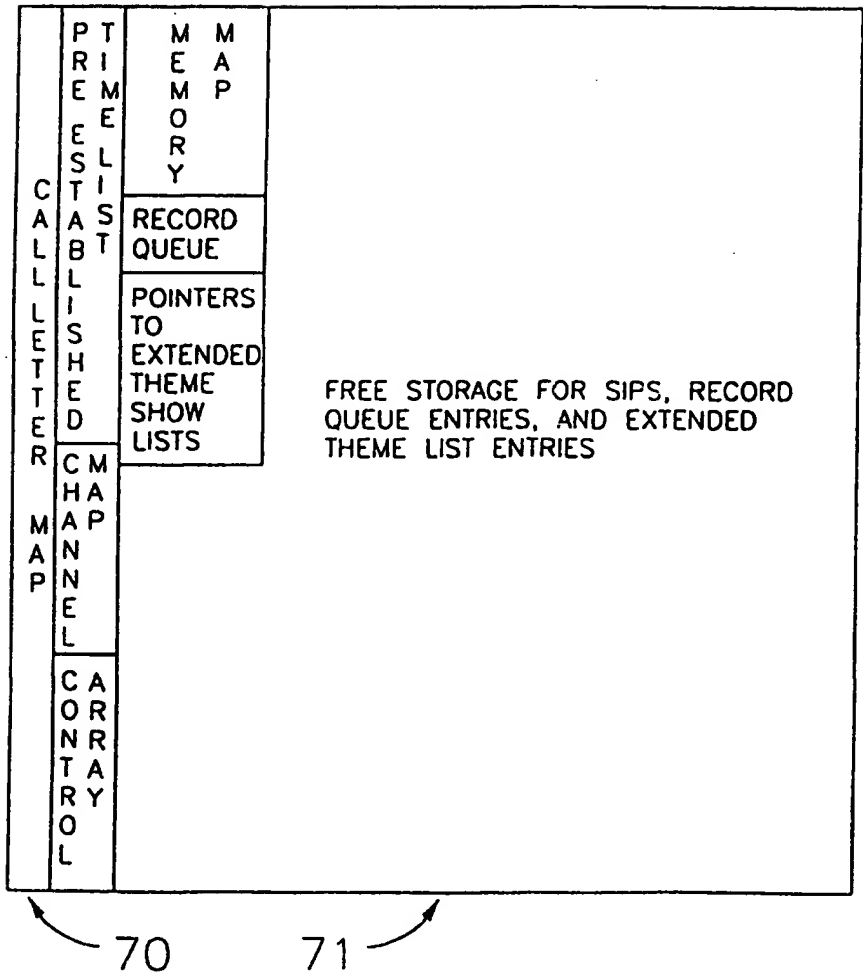 CALL LETTER MAP
PRE ESTABLISHED
TIME LIST
CHANNEL
MAP
CONTROL
ARRAY
MEMORY
MAP
RECORD
QUEUE
POINTERS
TO
EXTENDED
THEME
SHOW
LISTS
FREE STORAGE FOR SIPS, RECORD
QUEUE ENTRIES, AND EXTENDED
THEME LIST ENTRIES
70
71